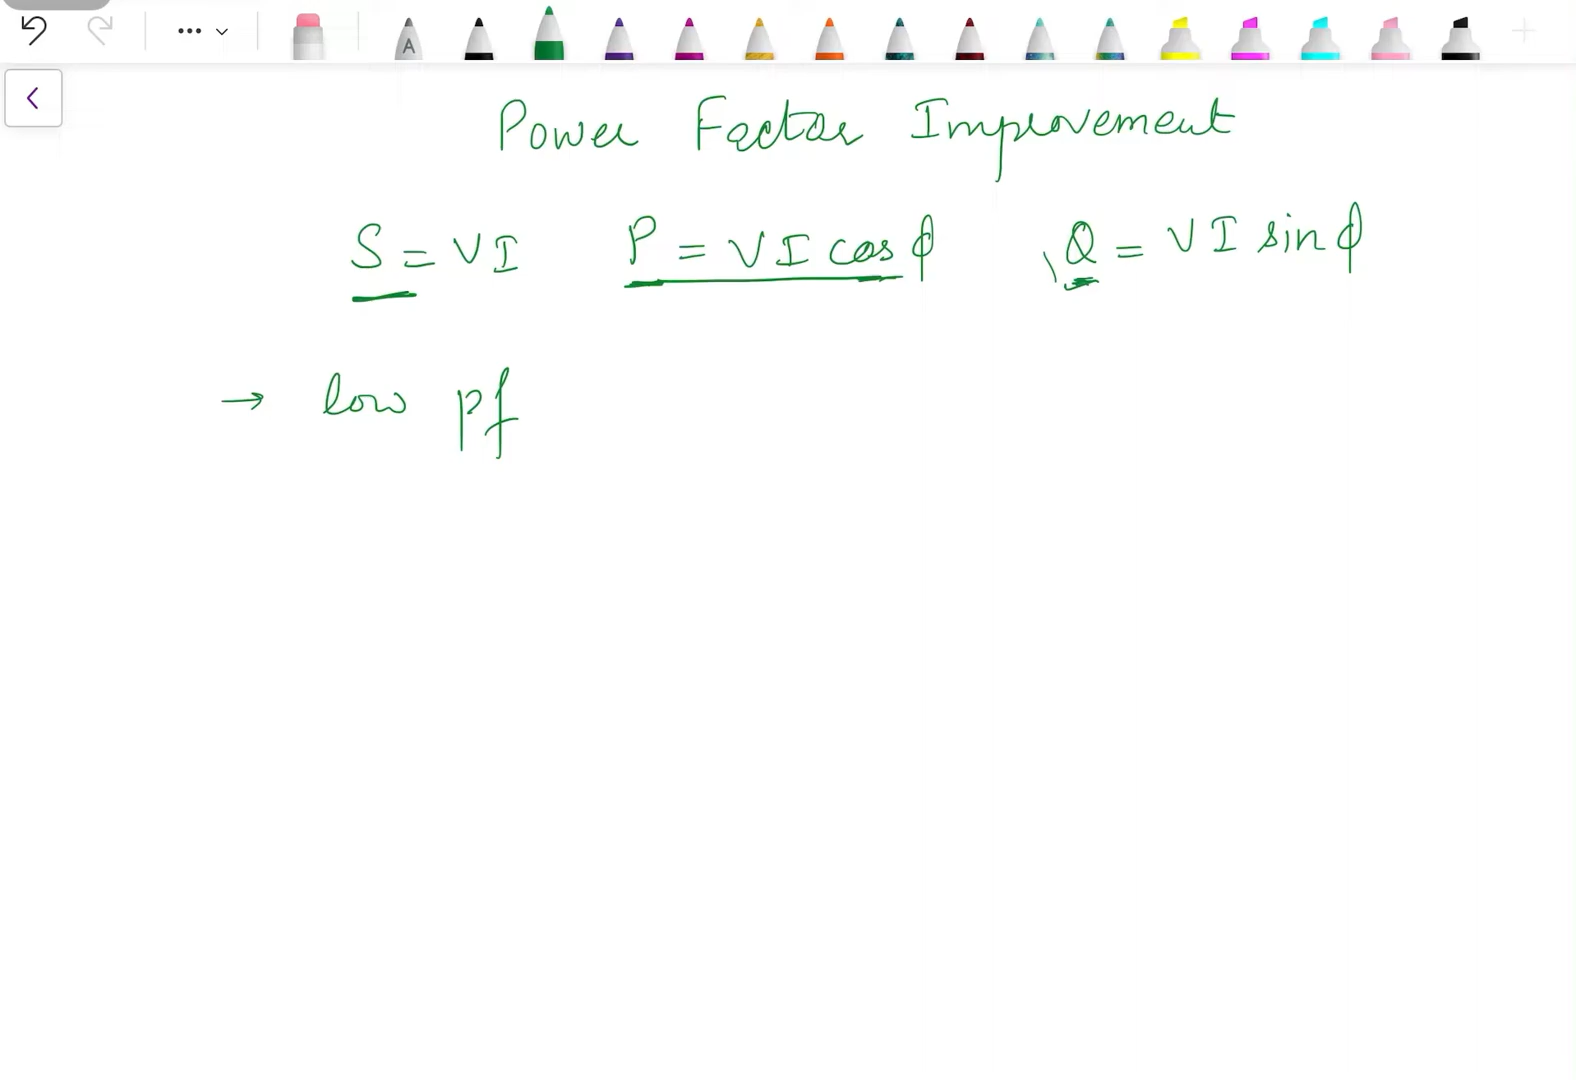 A
Power Factor Improvement
S = VI P = VI cos ϕ Q = VI sin ϕ
→ low pf